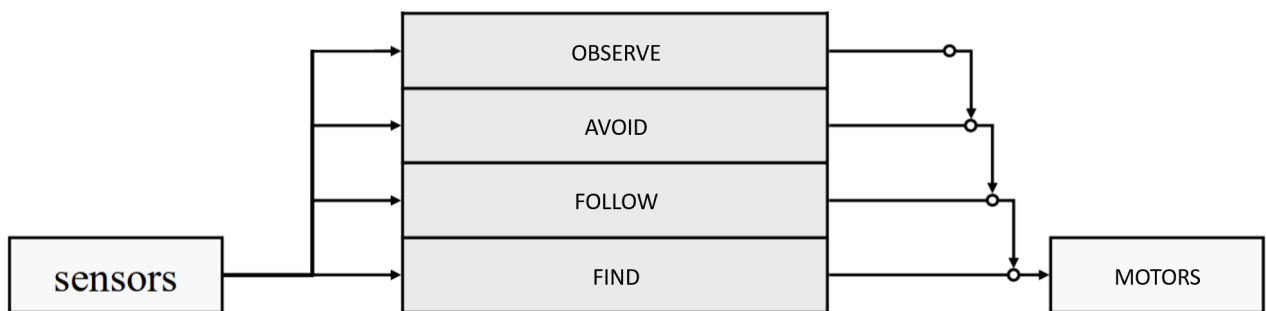 OBSERVE
AVOID
FOLLOW
FIND
sensors
MOTORS